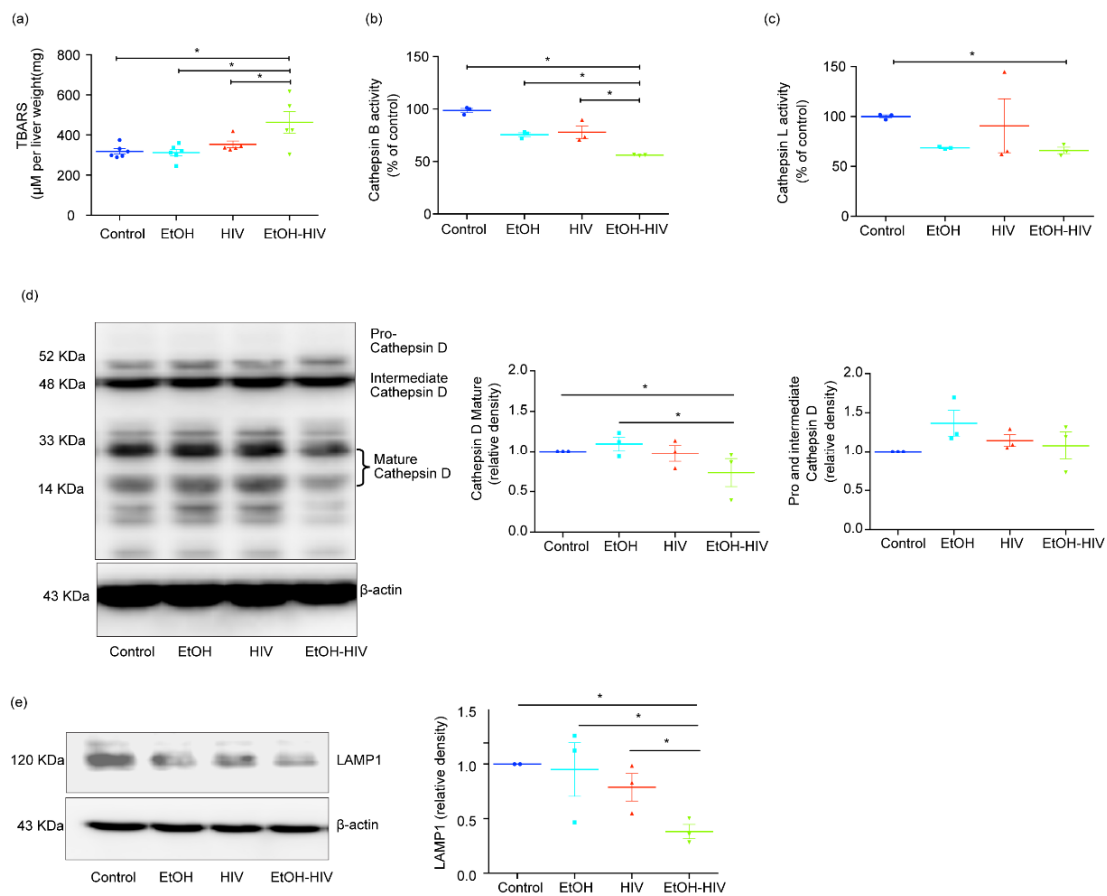 (a)
TBARS
(μM per liver weight(mg)
800
600
400
200
0
* 
*
*
Control EtOH HIV EtOH-HIV
(b)
Cathepsin B activity
(% of control)
150
100
50
0
*
*
*
Control EtOH HIV EtOH-HIV
(c)
Cathepsin L activity
(% of control)
150
100
50
0
*
Control EtOH HIV EtOH-HIV
(d)
52 KDa
48 KDa
33 KDa
14 KDa
43 KDa
Pro-
Cathepsin D
Intermediate
Cathepsin D
Mature
Cathepsin D
β-actin
Control EtOH HIV EtOH-HIV
Cathepsin D Mature
(relative density)
2.0
1.5
1.0
0.5
0.0
*
*
Control EtOH HIV EtOH-HIV
Pro and intermediate
Cathepsin D
(relative density)
2.0
1.5
1.0
0.5
0.0
Control EtOH HIV EtOH-HIV
(e)
120 KDa
LAMP1
43 KDa
β-actin
Control EtOH HIV EtOH-HIV
LAMP1 (relative density)
1.5
1.0
0.5
0.0
*
*
*
Control EtOH HIV EtOH-HIV